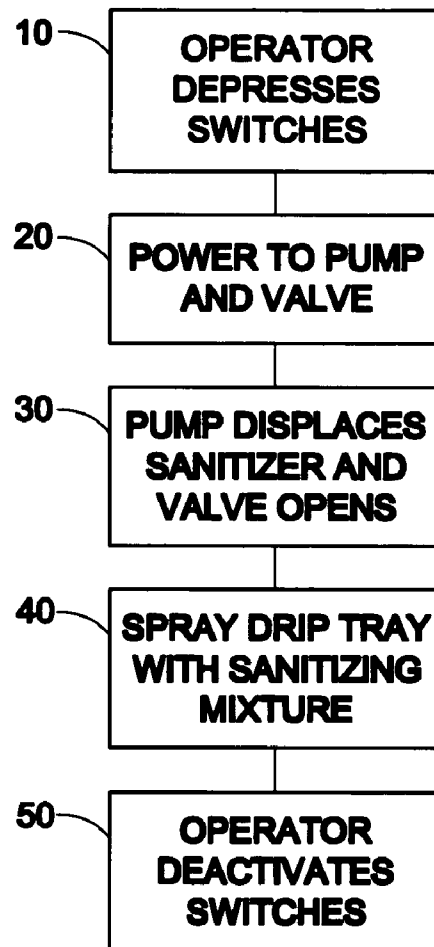 10
OPERATOR
DEPRESSES
SWITCHES
20
POWER TO PUMP
AND VALVE
30
PUMP DISPLACES
SANITIZER AND
VALVE OPENS
40
SPRAY DRIP TRAY
WITH SANITIZING
MIXTURE
50
OPERATOR
DEACTIVATES
SWITCHES